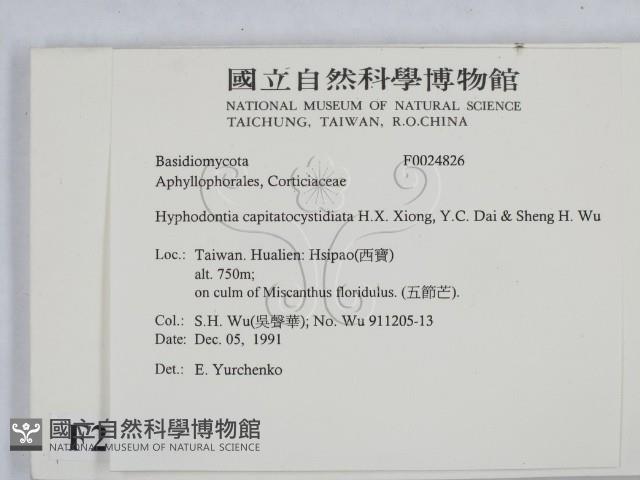 國立自然科學博物館
NATIONAL MUSEUM OF NATURAL SCIENCE
TAICHUNG, TAIWAN, R.O.CHINA
Basidiomycota F0024826
Aphyllophorales, Corticiaceae
Hyphodontia capitatocystidiata H.X. Xiong, Y.C. Dai & Sheng H. Wu
Loc.: Taiwan. Hualien: Hsipao(西寶)
alt. 750m;
on culm of Miscanthus floridulus. (五節芒).
Col.: S.H. Wu(吳聲華); No. Wu 911205-13
Date: Dec. 05, 1991
Det.: E. Yurchenko
F2
國立自然科學博物館
NATIONAL MUSEUM OF NATURAL SCIENCE